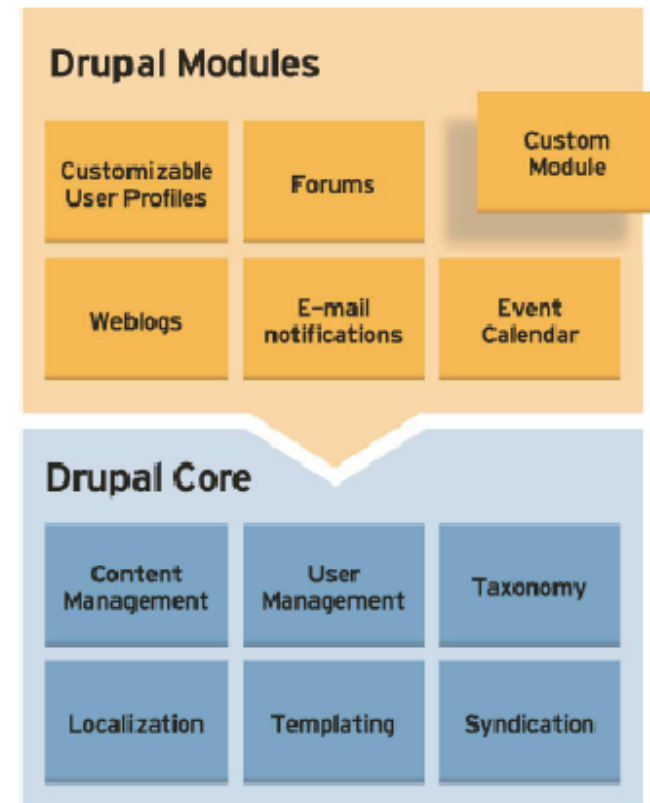 Drupal Modules
Customizable
User Profiles
Forums
Custom
Module
Weblogs
E-mail
notifications
Event
Calendar
Drupal Core
Content
Management
User
Management
Taxonomy
Localization
Templating
Syndication